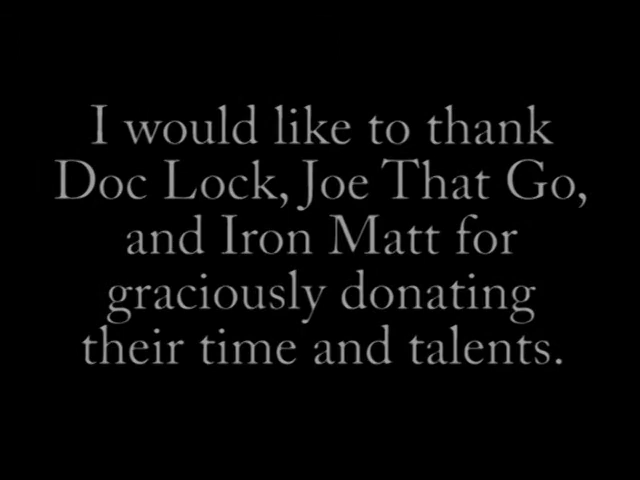 I would like to thank
Doc Lock, Joe That Go,
and Iron Matt for
graciously donating
their time and talents.